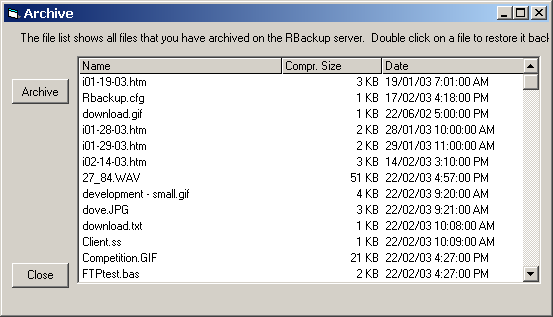 Archive
The file list shows all files that you have archived on the RBackup server. Double click on a file to restore it back
Archive
Name Compr. Size Date
i01-19-03.htm 3 KB 19/01/03 7:01:00 AM
Rbackup.cfg 1 KB 17/02/03 4:18:00 PM
download.gif 1 KB 22/06/02 5:00:00 PM
i01-28-03.htm 2 KB 28/01/03 10:00:00 AM
i01-29-03.htm 2 KB 29/01/03 11:00:00 AM
i02-14-03.htm 3 KB 14/02/03 3:10:00 PM
27_84.WAV 51 KB 22/02/03 4:57:00 PM
development - small.gif 4 KB 22/02/03 9:20:00 AM
dove.JPG 3 KB 22/02/03 9:21:00 AM
download.txt 1 KB 22/02/03 10:08:00 AM
Client.ss 1 KB 22/02/03 10:09:00 AM
Competition.GIF 21 KB 22/02/03 4:27:00 PM
FTPtest.bas 2 KB 22/02/03 4:27:00 PM
Close